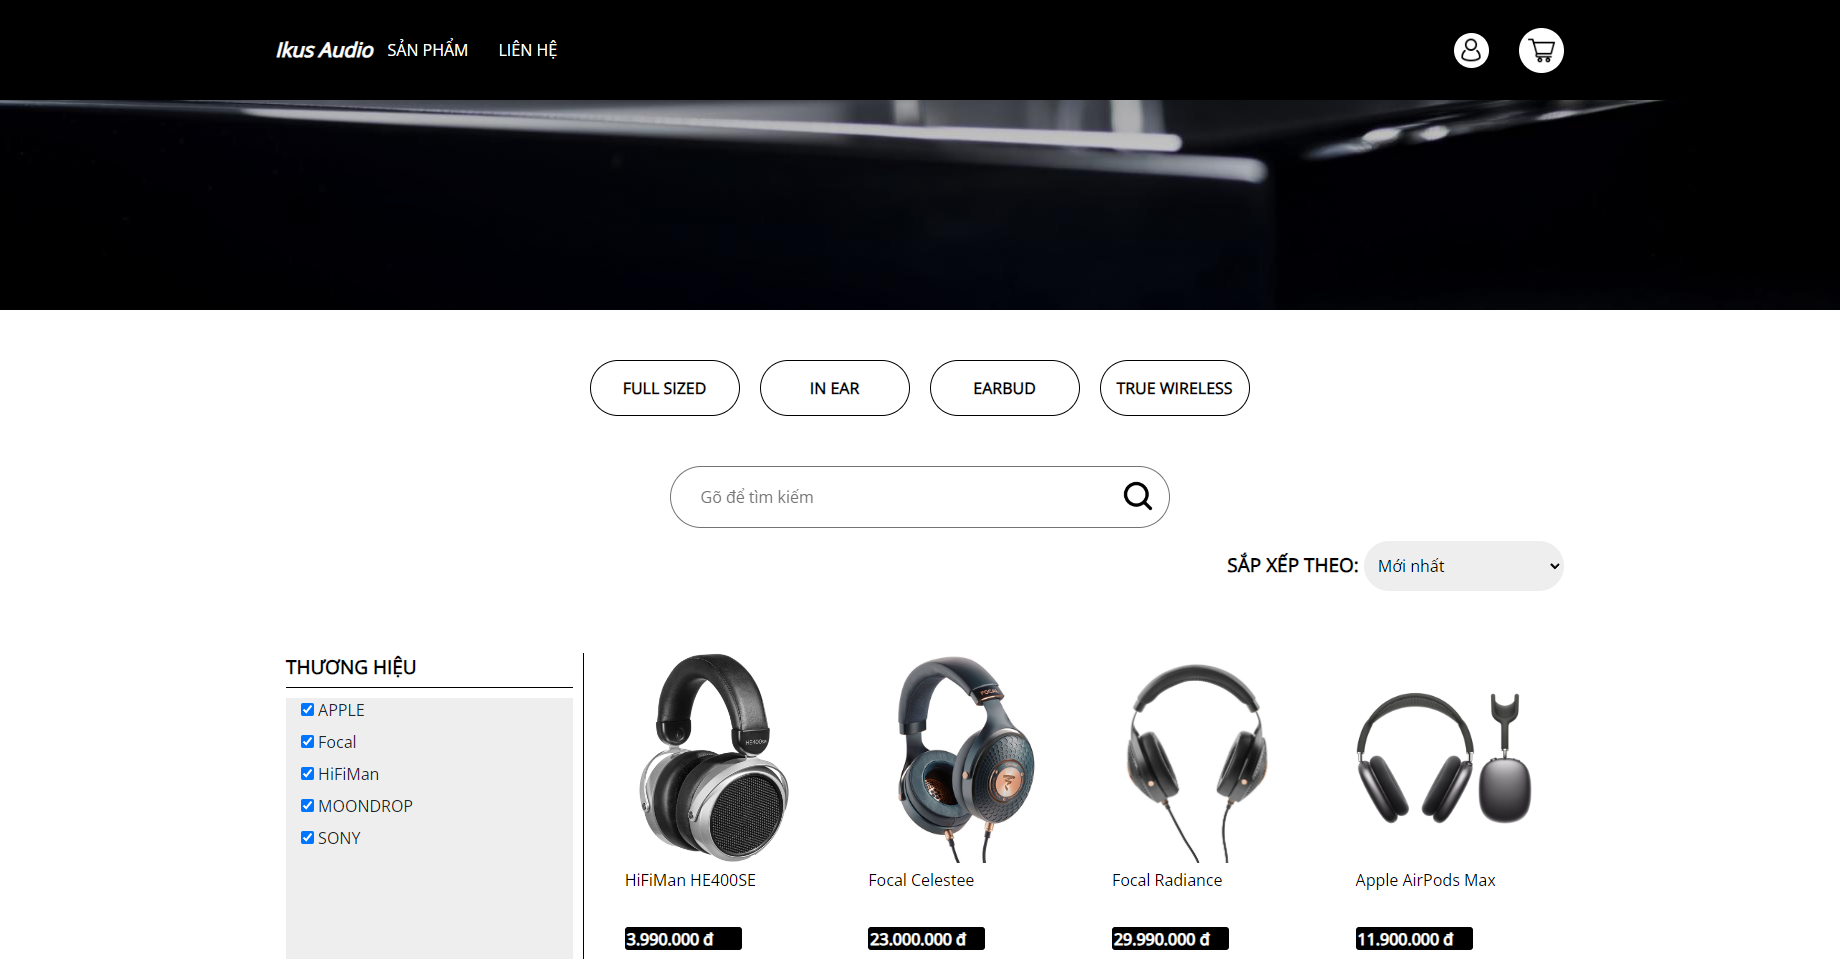 Ikus Audio SẢN PHẨM LIÊN HỆ
FULL SIZED IN EAR EARBUD TRUE WIRELESS
Gõ để tìm kiếm
SẮP XẾP THEO: Mới nhất
THƯƠNG HIỆU
APPLE
Focal
HiFiMan
MOONDROP
SONY
HE400SE
FOCAL
HiFiMan HE400SE Focal Celestee Focal Radiance Apple AirPods Max
3.990.000 đ 23.000.000 đ 29.990.000 đ 11.900.000 đ